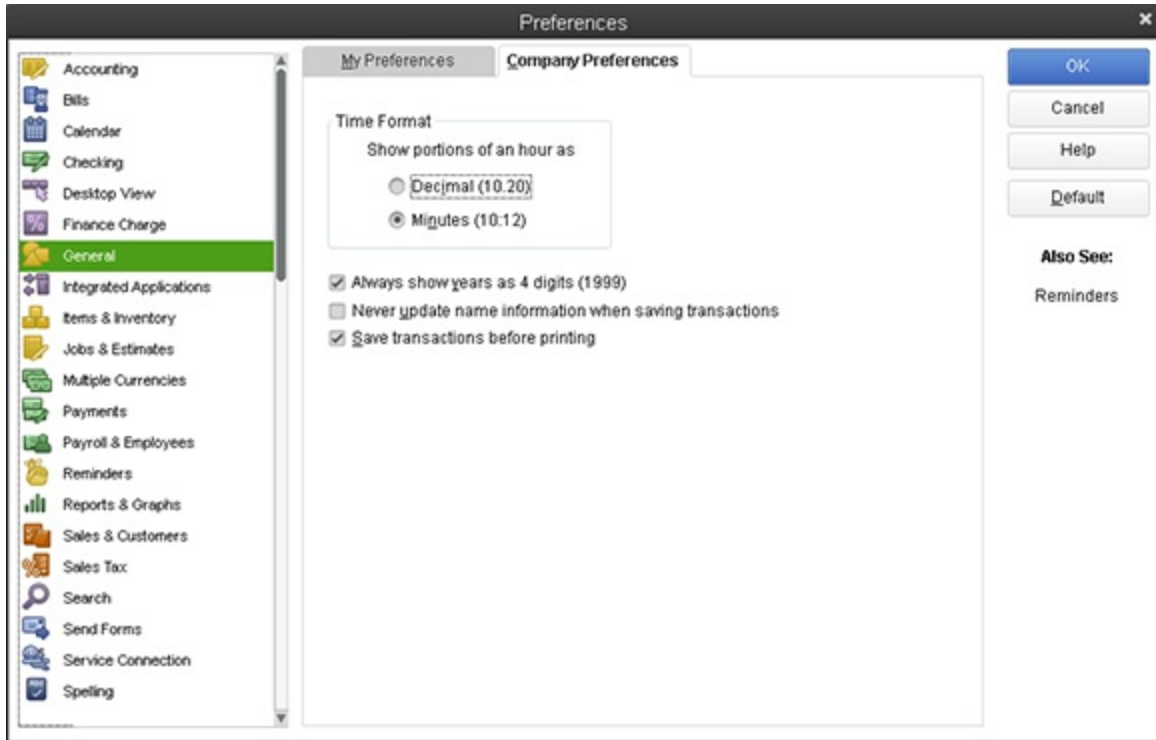 Preferences
Accounting
Bills
Calendar
Checking
Desktop View
Finance Charge
General
Integrated Applications
Items & Inventory
Jobs & Estimates
Multiple Currencies
Payments
Payroll & Employees
Reminders
Reports & Graphs
Sales & Customers
Sales Tax
Search
Send Forms
Service Connection
Spelling
My Preferences
Company Preferences
Time Format
Show portions of an hour as
Decimal (10.20)
Minutes (10:12)
Always show years as 4 digits (1999)
Never update name information when saving transactions
Save transactions before printing
OK
Cancel
Help
Default
Also See:
Reminders